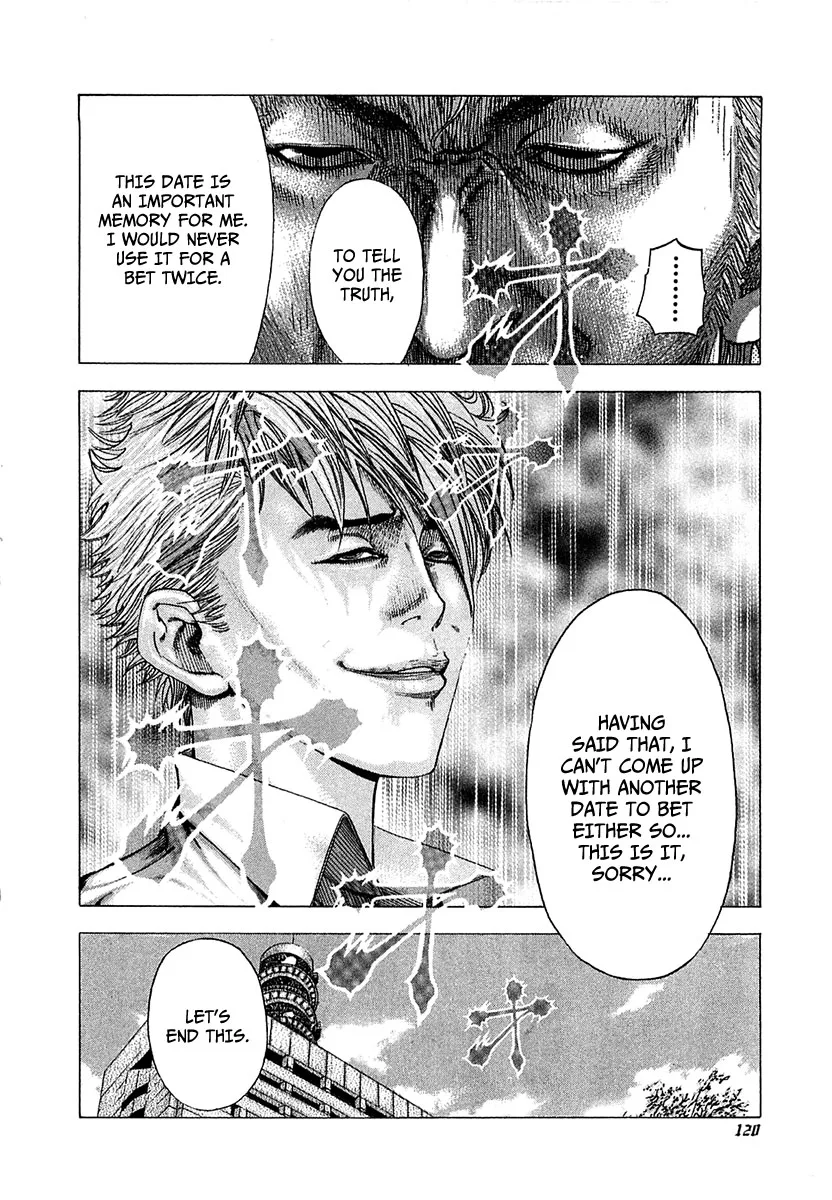 ........
TO TELL
YOU THE
TRUTH,
THIS DATE IS
AN IMPORTANT
MEMORY FOR ME.
I WOULD NEVER
USE IT FOR A
BET TWICE.
HAVING
SAID THAT, I
CAN'T COME UP
WITH ANOTHER
DATE TO BET
EITHER SO...
THIS IS IT,
SORRY...
LET'S
END THIS.
120